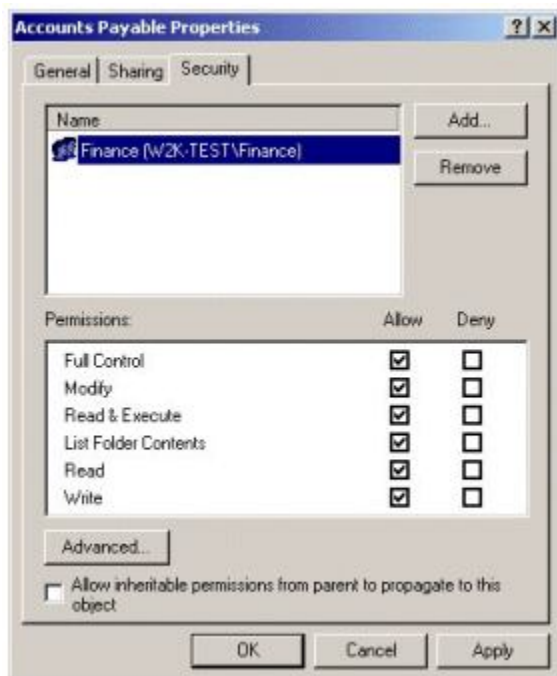 Accounts Payable Properties
General Sharing Security
Name
Add...
Finance (W2K-TEST\Finance)
Remove
Permissions: Allow Deny
Full Control
Modify
Read & Execute
List Folder Contents
Read
Write
Advanced...
Allow inheritable permissions from parent to propagate to this
object
OK Cancel Apply